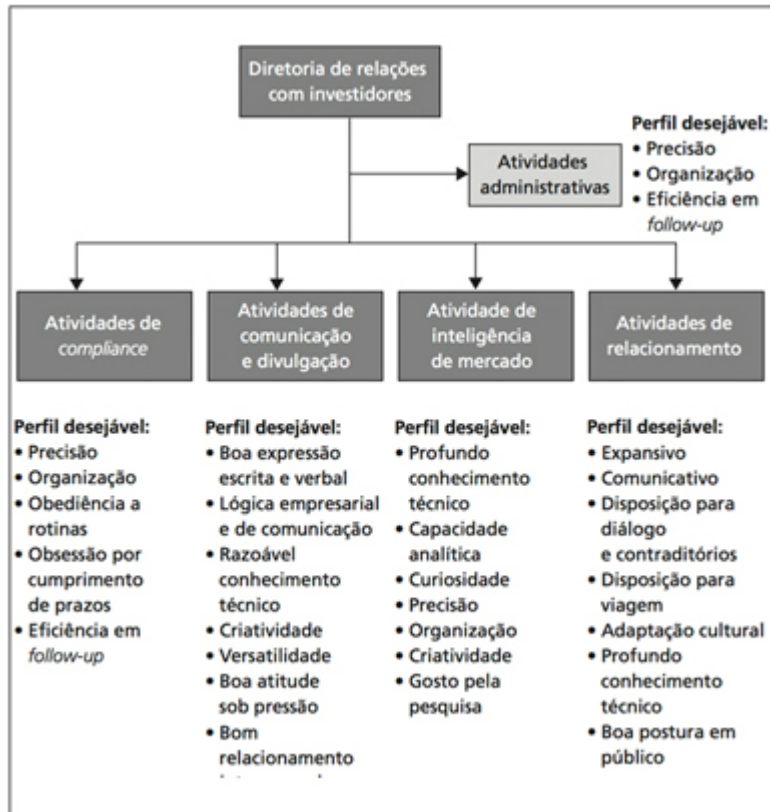 Diretoria de relações
com investidores
Atividades
administrativas
Perfil desejável:
• Precisão
• Organização
• Eficiência em
follow-up
Atividades de
compliance
Atividades de
comunicação
e divulgação
Atividade de
inteligência
de mercado
Atividades de
relacionamento
Perfil desejável:
• Precisão
• Organização
• Obediência a
rotinas
• Obsessão por
cumprimento
de prazos
• Eficiência em
follow-up
Perfil desejável:
• Boa expressão
escrita e verbal
• Lógica empresarial
e de comunicação
• Razoável
conhecimento
técnico
• Criatividade
• Versatilidade
• Boa atitude
sob pressão
• Bom
relacionamento
Perfil desejável:
• Profundo
conhecimento
técnico
• Capacidade
analítica
• Curiosidade
• Precisão
• Organização
• Criatividade
• Gosto pela
pesquisa
Perfil desejável:
• Expansivo
• Comunicativo
• Disposição para
diálogo
e contraditórios
• Disposição para
viagem
• Adaptação cultural
• Profundo
conhecimento
técnico
• Boa postura em
público